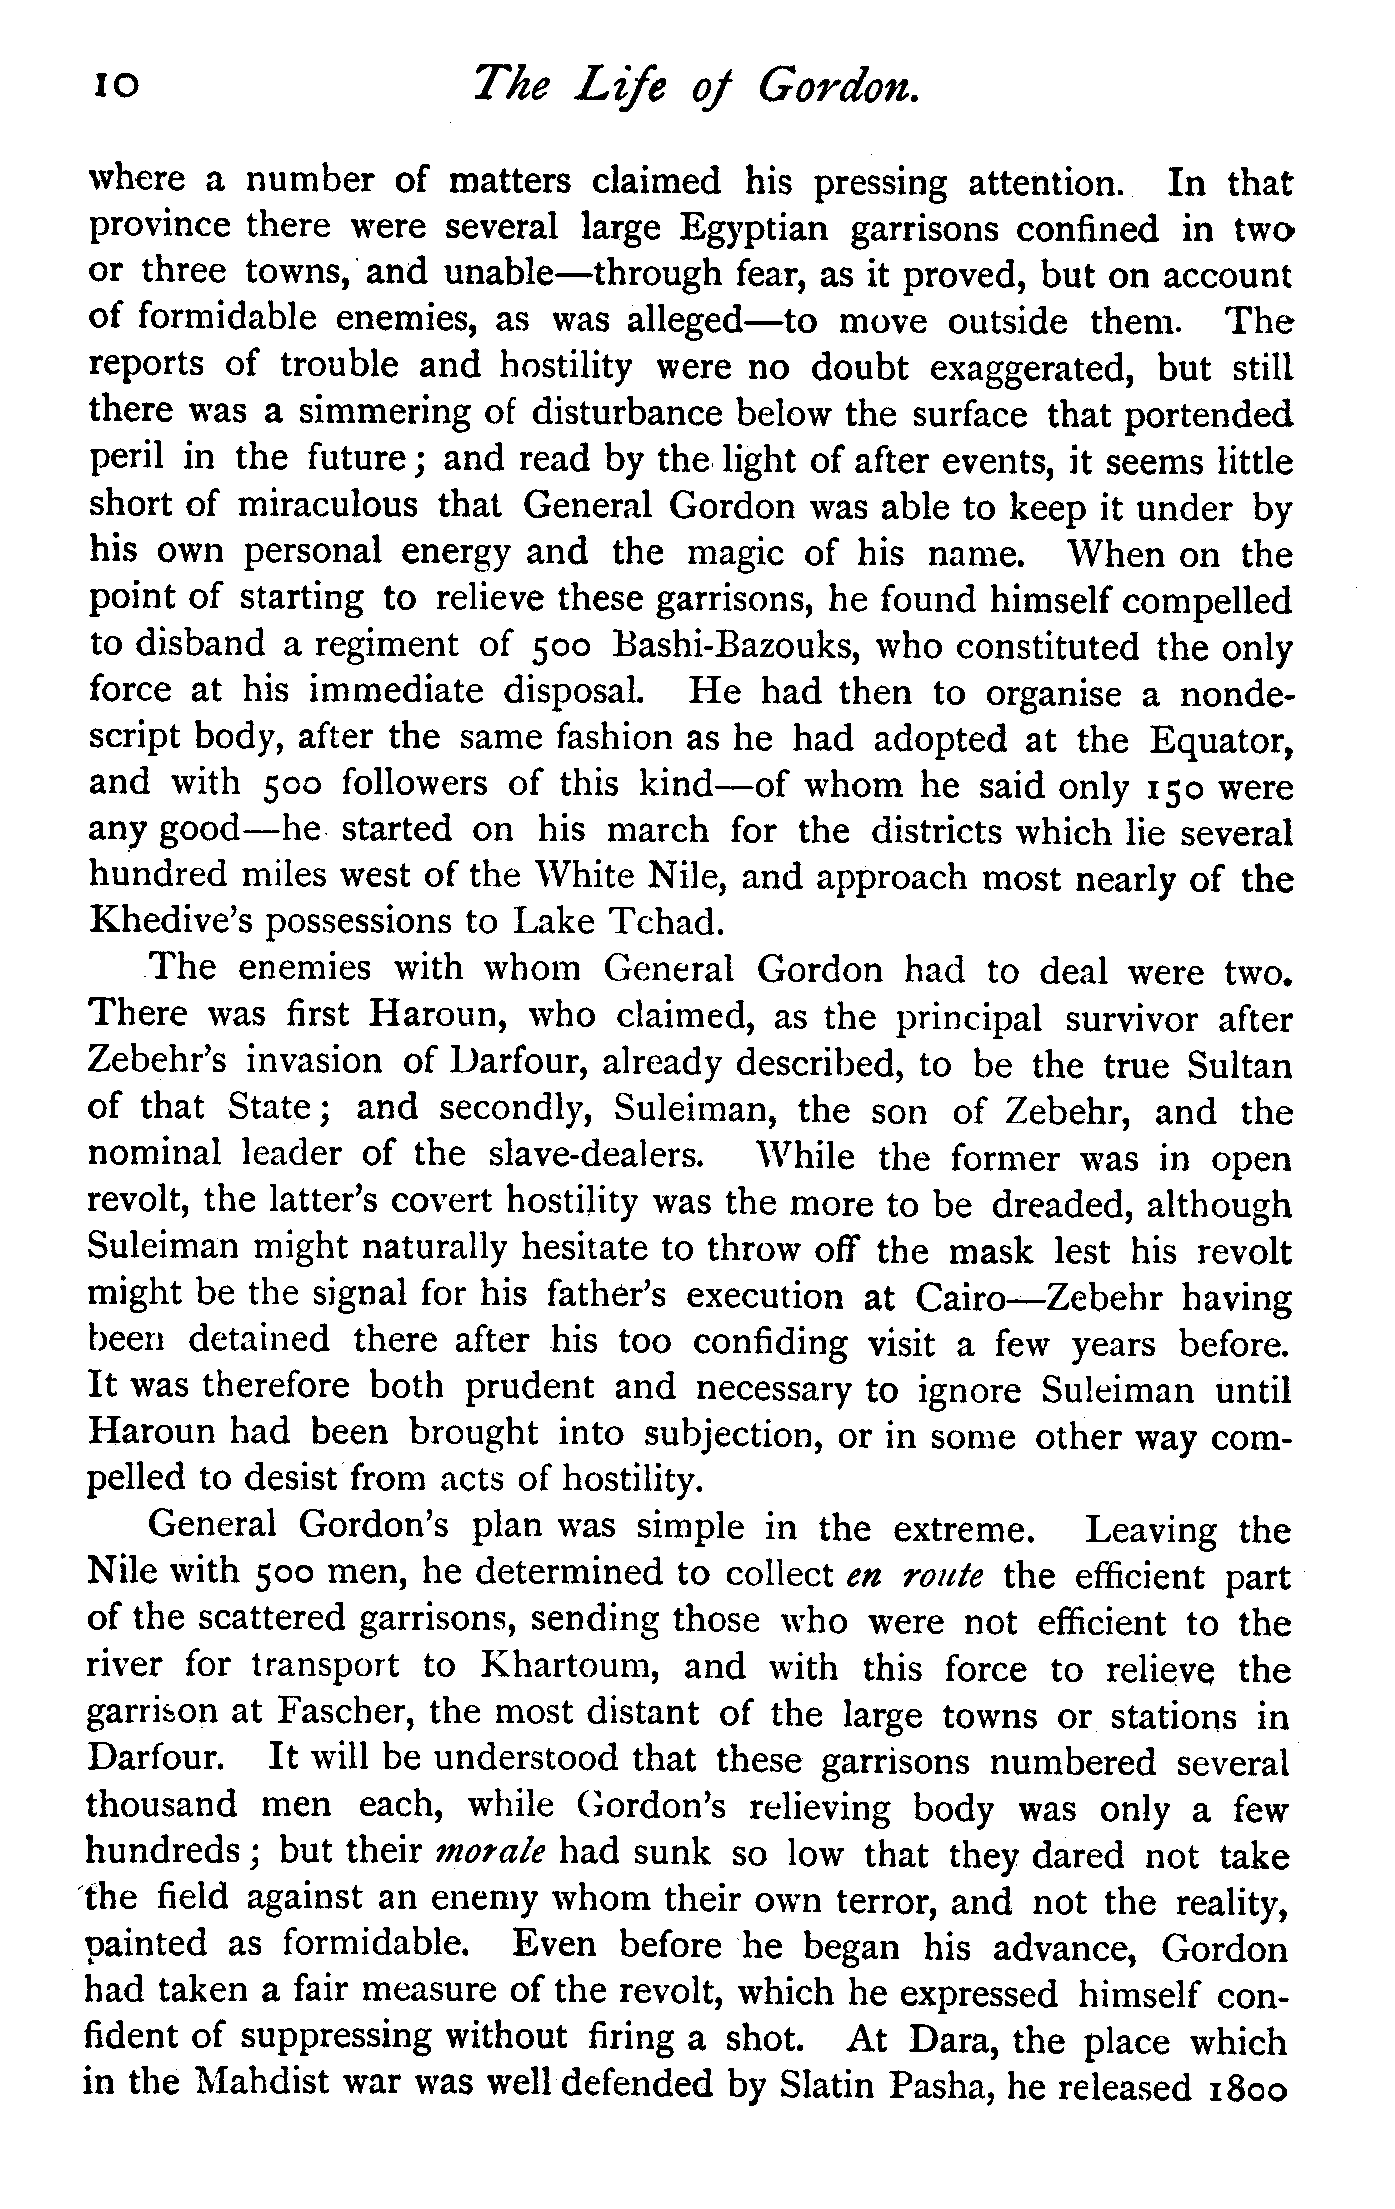 10 The Life of Gordon.
where a number of matters claimed his pressing attention. In that
province there were several large Egyptian garrisons confined in two
or three towns, and unable—through fear, as it proved, but on account
of formidable enemies, as was alleged—to move outside them. The
reports of trouble and hostility were no doubt exaggerated, but still
there was a simmering of disturbance below the surface that portended
peril in the future; and read by the light of after events, it seems little
short of miraculous that General Gordon was able to keep it under by
his own personal energy and the magic of his name. When on the
point of starting to relieve these garrisons, he found himself compelled
to disband a regiment of 500 Bashi-Bazouks, who constituted the only
force at his immediate disposal. He had then to organise a nonde-
script body, after the same fashion as he had adopted at the Equator,
and with 500 followers of this kind—of whom he said only 150 were
any good—he started on his march for the districts which lie several
hundred miles west of the White Nile, and approach most nearly of the
Khedive's possessions to Lake Tchad.
The enemies with whom General Gordon had to deal were two.
There was first Haroun, who claimed, as the principal survivor after
Zebehr's invasion of Darfour, already described, to be the true Sultan
of that State; and secondly, Suleiman, the son of Zebehr, and the
nominal leader of the slave-dealers. While the former was in open
revolt, the latter's covert hostility was the more to be dreaded, although
Suleiman might naturally hesitate to throw off the mask lest his revolt
might be the signal for his father's execution at Cairo—Zebehr having
been detained there after his too confiding visit a few years before.
It was therefore both prudent and necessary to ignore Suleiman until
Haroun had been brought into subjection, or in some other way com-
pelled to desist from acts of hostility.
General Gordon's plan was simple in the extreme. Leaving the
Nile with 500 men, he determined to collect en route the efficient part
of the scattered garrisons, sending those who were not efficient to the
river for transport to Khartoum, and with this force to relieve the
garrison at Fascher, the most distant of the large towns or stations in
Darfour. It will be understood that these garrisons numbered several
thousand men each, while Gordon's relieving body was only a few
hundreds; but their morale had sunk so low that they dared not take
the field against an enemy whom their own terror, and not the reality,
painted as formidable. Even before he began his advance, Gordon
had taken a fair measure of the revolt, which he expressed himself con-
fident of suppressing without firing a shot. At Dara, the place which
in the Mahdist war was well defended by Slatin Pasha, he released 1800